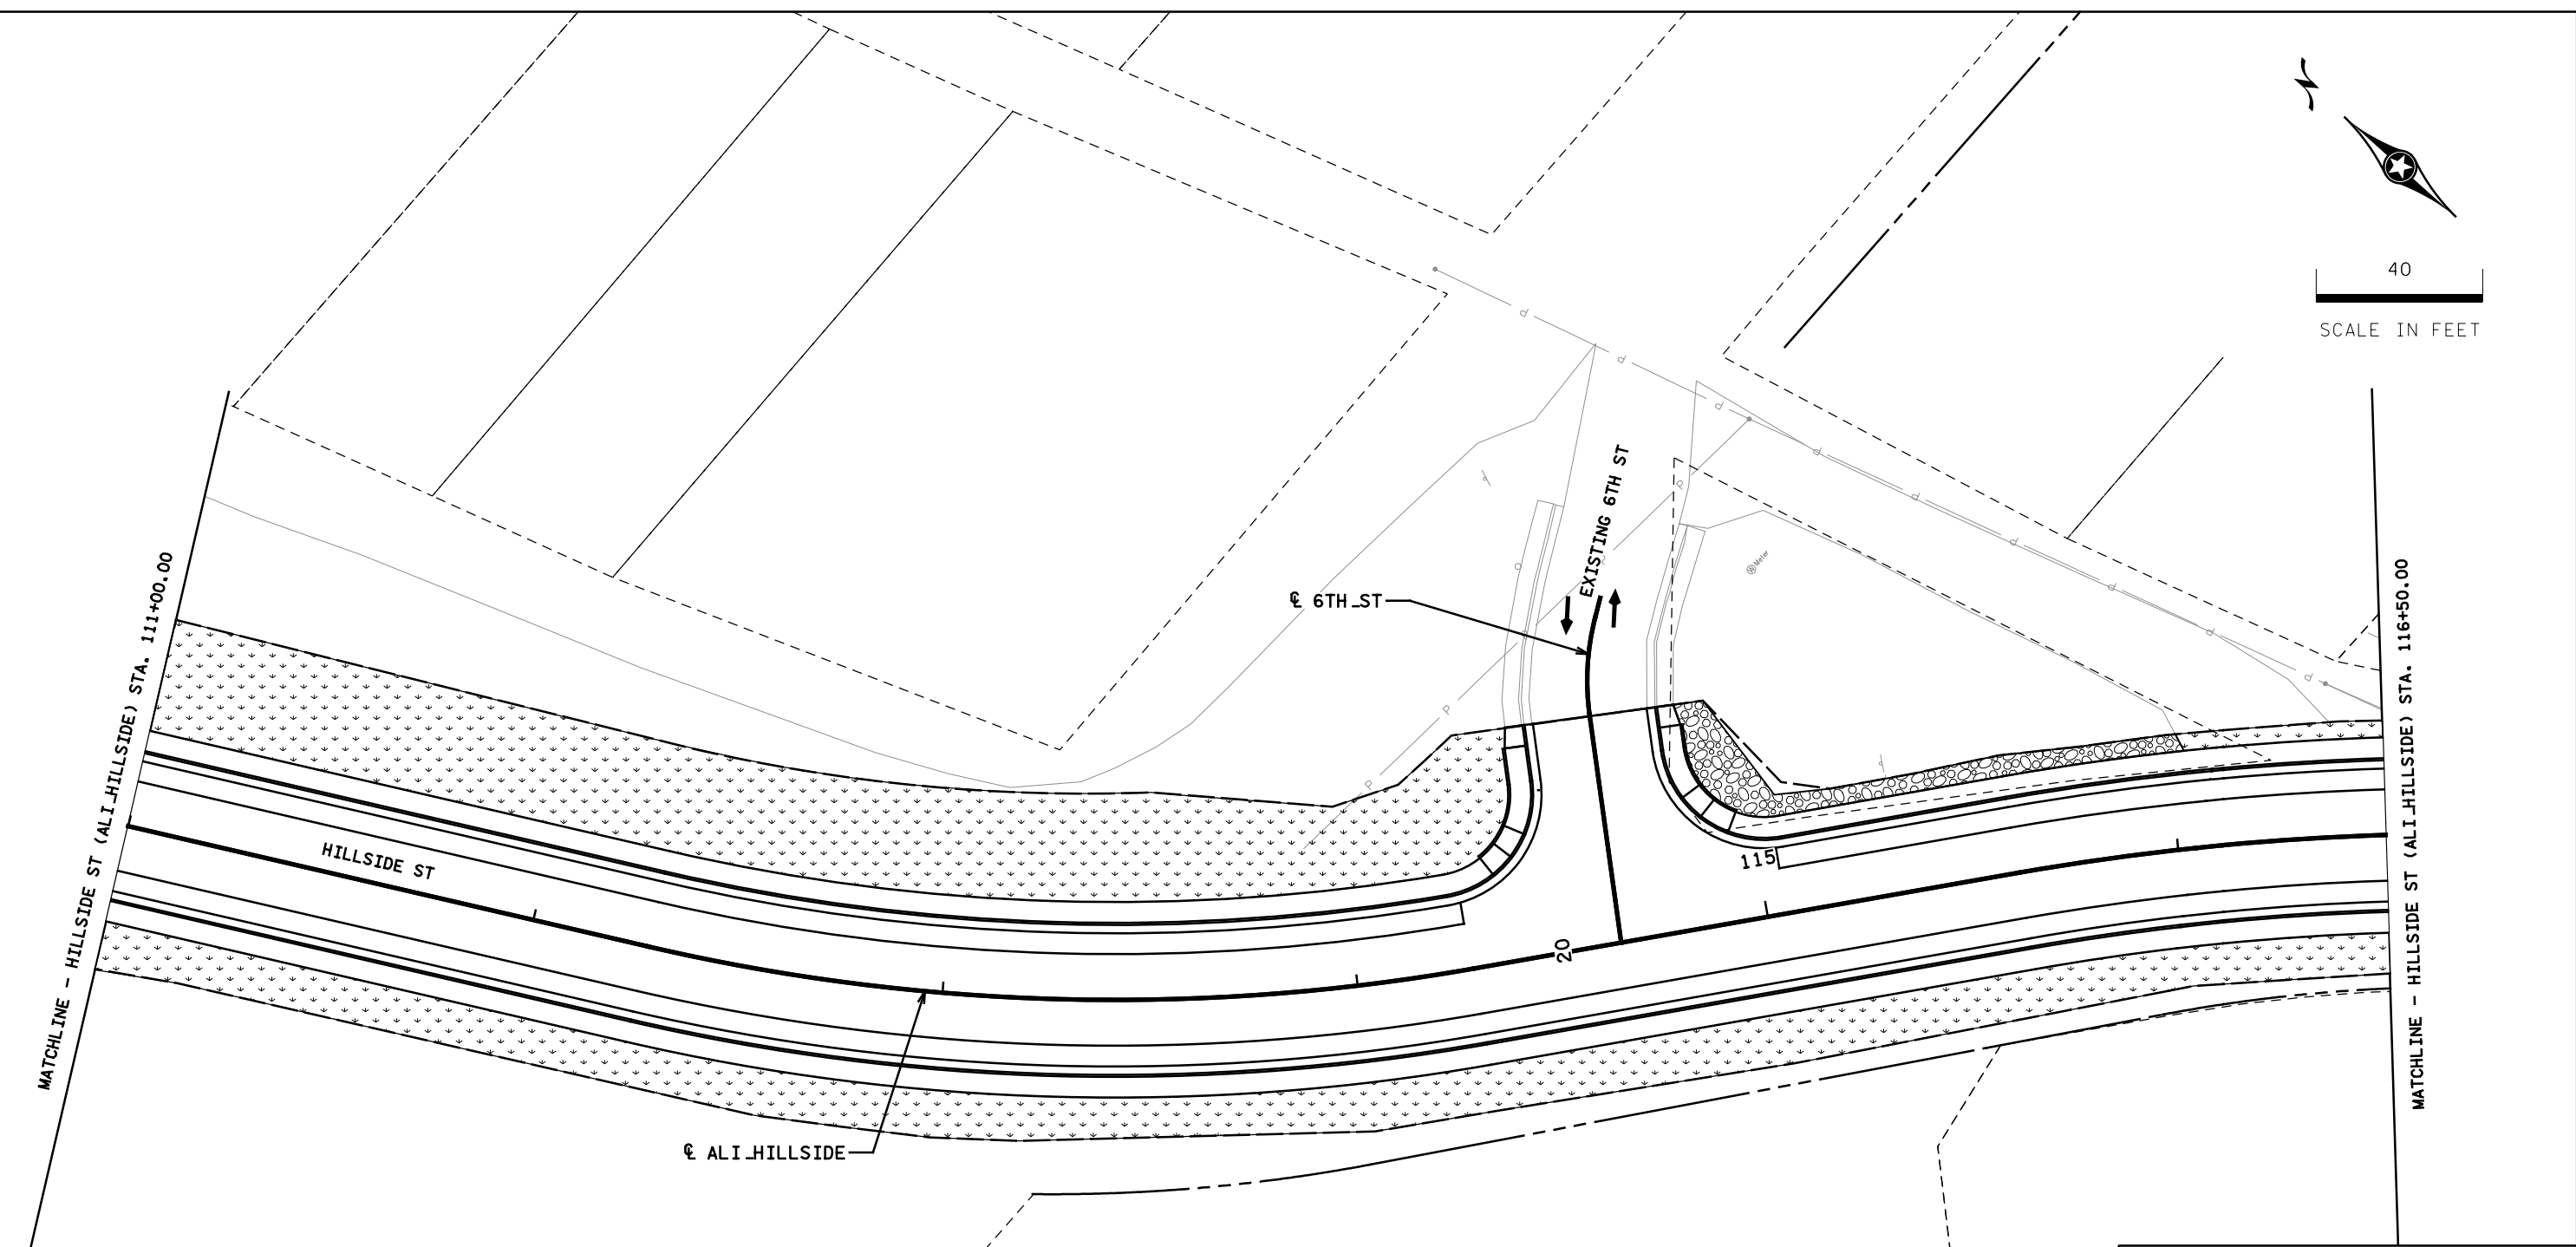 N
40
SCALE IN FEET
EXISTING 6TH ST
℄ 6TH_ST
P
P
P
P
P
P
P
P
P
P
P
P
P
Meter
MATCHLINE - HILLSIDE ST (ALI_HILLSIDE) STA. 111+00.00
MATCHLINE - HILLSIDE ST (ALI_HILLSIDE) STA. 116+50.00
HILLSIDE ST
115
20
℄ ALI_HILLSIDE